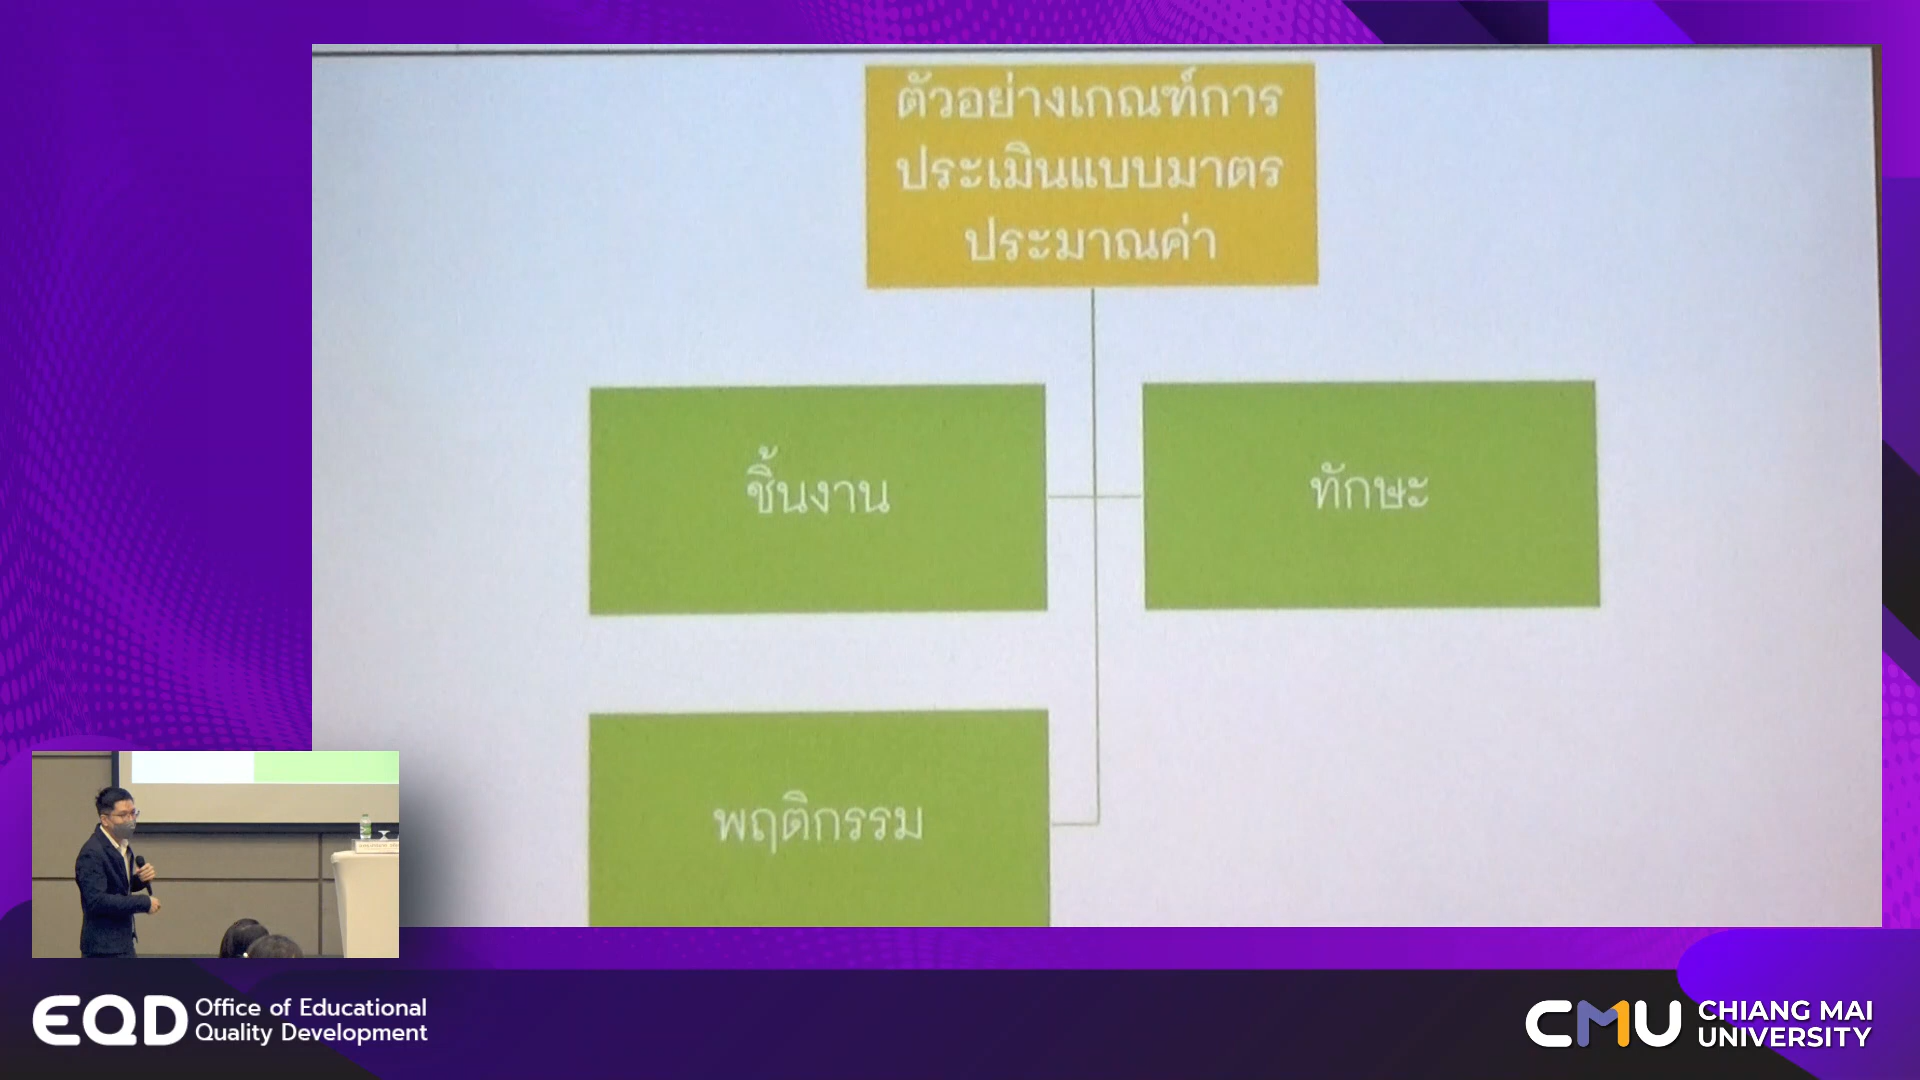 ตัวอย่างเกณฑ์การ
ประเมินแบบมาตร
ประมาณค่า
ชิ้นงาน
ทักษะ
พฤติกรรม
EQD Office of Educational
Quality Development
CMU CHIANG MAI
UNIVERSITY